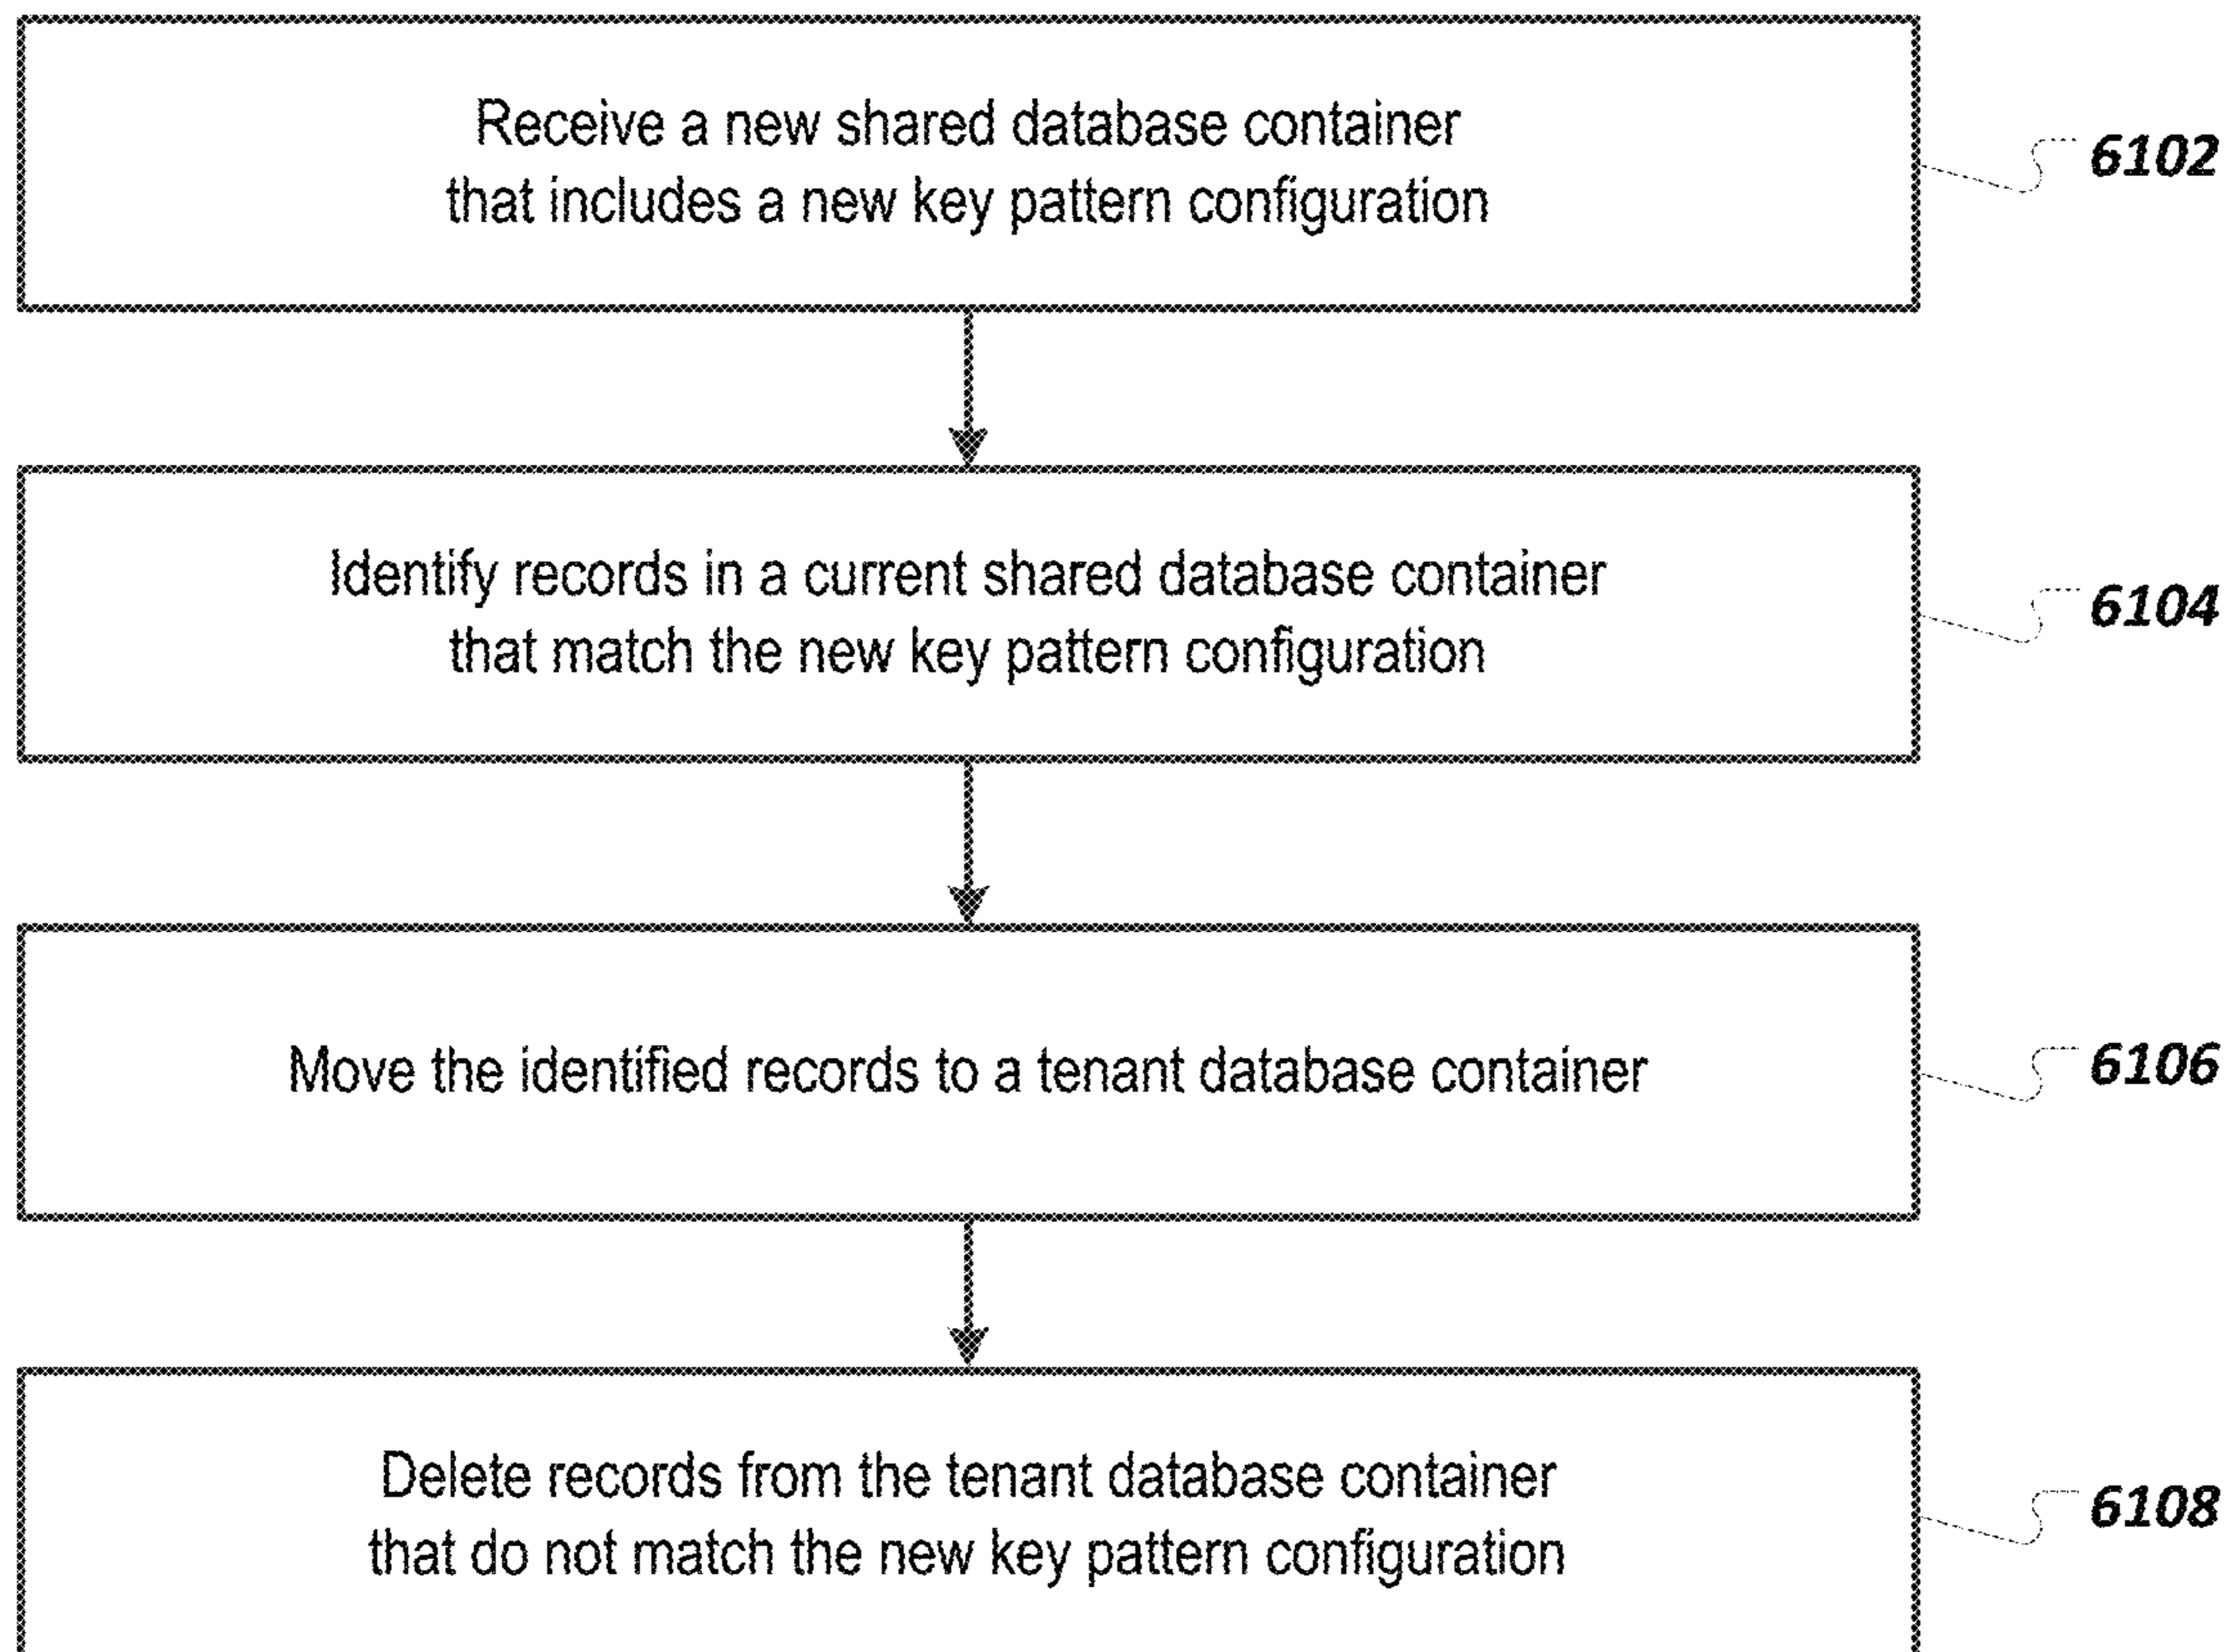 Receive a new shared database container
that includes a new key pattern configuration
6102
Identify records in a current shared database container
that match the new key pattern configuration
6104
Move the identified records to a tenant database container
6106
Delete records from the tenant database container
that do not match the new key pattern configuration
6108